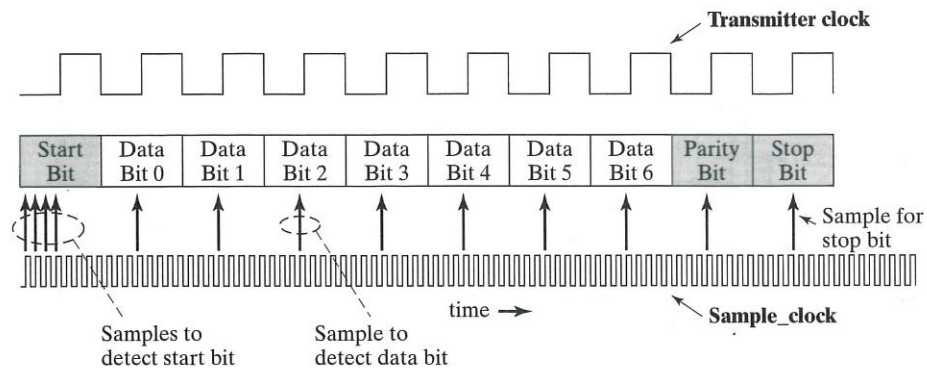 Transmitter clock
Start Data Data Data Data Data Data Data Parity Stop
Bit Bit 0 Bit 1 Bit 2 Bit 3 Bit 4 Bit 5 Bit 6 Bit Bit
Sample for
stop bit
time
Sample_clock
Samples to
detect start bit
Sample to
detect data bit